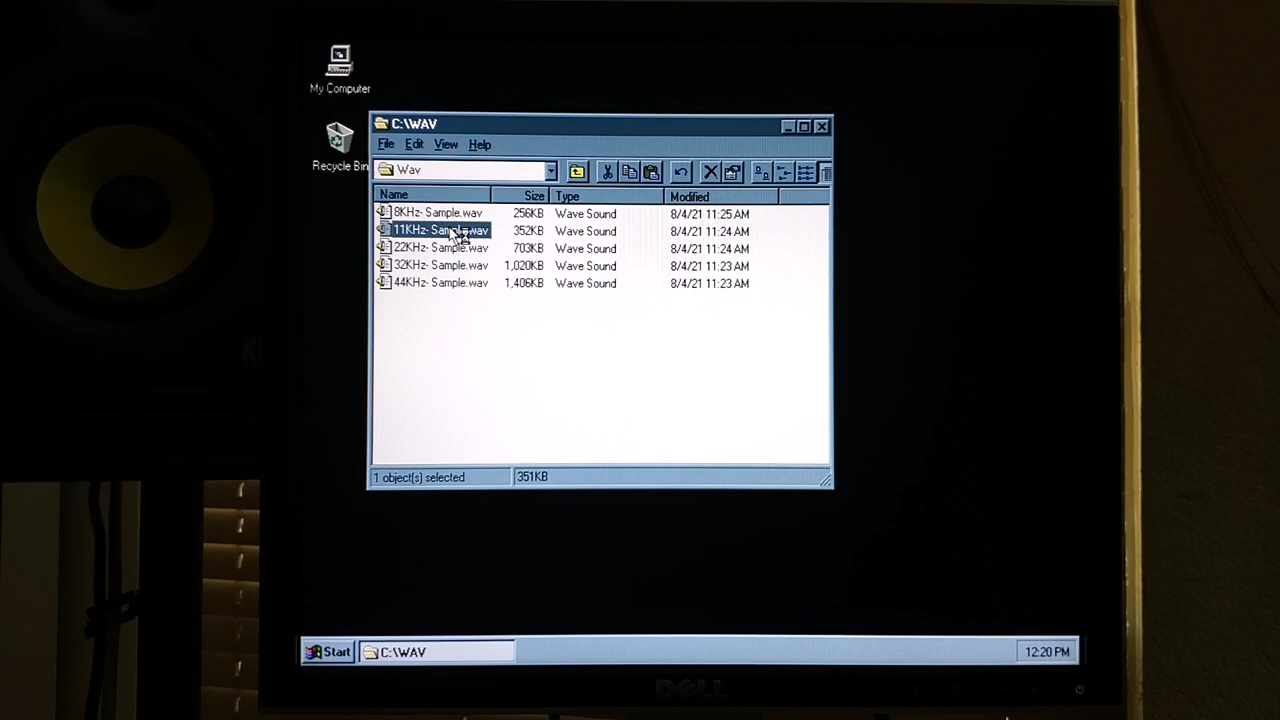 My Computer
Recycle Bin
C:\WAV
File Edit View Help
Wav
Name Size Type Modified
8KHz- Sample.wav 256KB Wave Sound 8/4/21 11:25 AM
11KHz- Sample.wav 352KB Wave Sound 8/4/21 11:24 AM
22KHz- Sample.wav 703KB Wave Sound 8/4/21 11:24 AM
32KHz- Sample.wav 1,020KB Wave Sound 8/4/21 11:23 AM
44KHz- Sample.wav 1,406KB Wave Sound 8/4/21 11:23 AM
1 object(s) selected 351KB
Start C:\WAV 12:20 PM
DELL